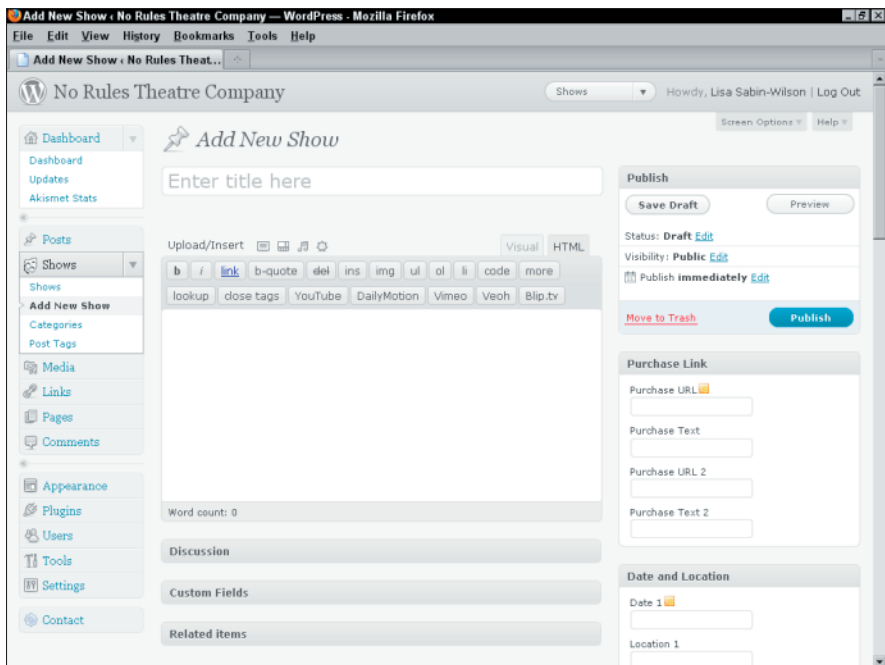 Add New Show ‹ No Rules Theatre Company — WordPress - Mozilla Firefox
File Edit View History Bookmarks Tools Help
Add New Show ‹ No Rules Theat...
No Rules Theatre Company
Shows
Howdy, Lisa Sabin-Wilson | Log Out
Screen Options
Help
Dashboard
Dashboard
Updates
Akismet Stats
Posts
Shows
Shows
Add New Show
Categories
Post Tags
Media
Links
Pages
Comments
Appearance
Plugins
Users
Tools
Settings
Contact
Add New Show
Enter title here
Upload/Insert
Visual
HTML
b i link b-quote del ins img ul ol li code more
lookup close tags YouTube DailyMotion Vimeo Veoh Blip.tv
Word count: 0
Discussion
Custom Fields
Related items
Publish
Save Draft
Preview
Status: Draft Edit
Visibility: Public Edit
Publish immediately Edit
Move to Trash
Publish
Purchase Link
Purchase URL
Purchase Text
Purchase URL 2
Purchase Text 2
Date and Location
Date 1
Location 1